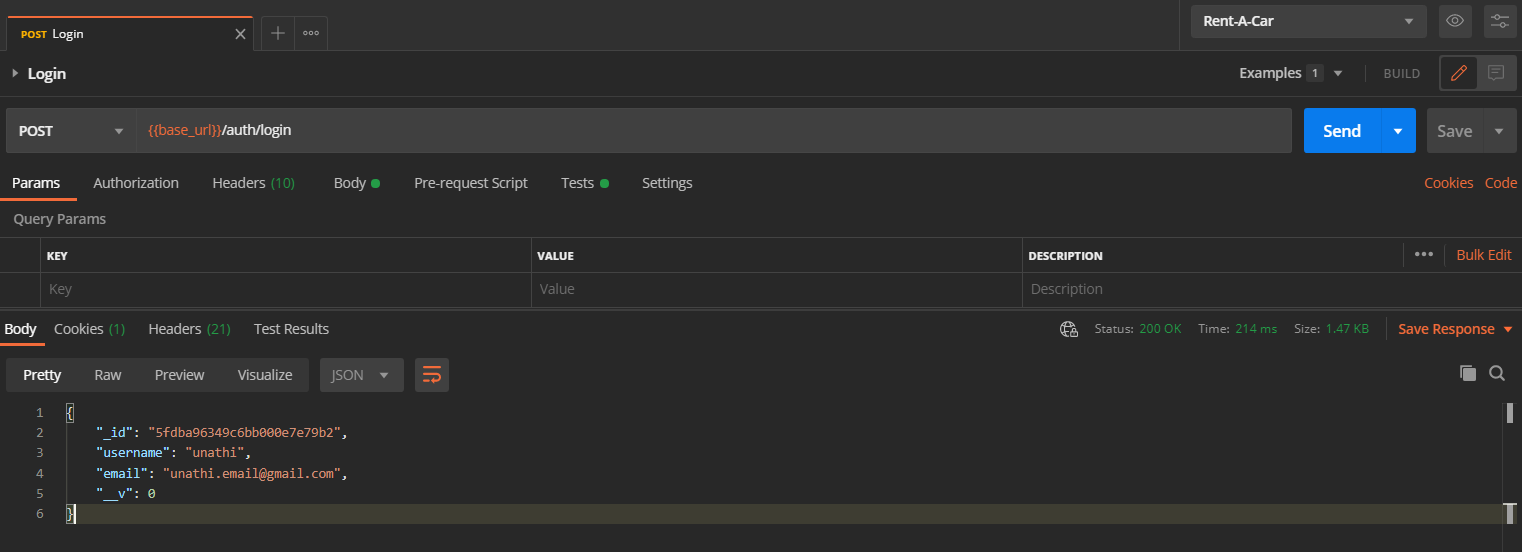 POST Login
Rent-A-Car
Login
Examples 1
BUILD
POST
{{base_url}}/auth/login
Send
Save
Params Authorization Headers (10) Body Pre-request Script Tests Settings
Cookies Code
Query Params
KEY VALUE DESCRIPTION
Bulk Edit
Key Value Description
Body Cookies (1) Headers (21) Test Results
Status: 200 OK Time: 214 ms Size: 1.47 KB Save Response
Pretty Raw Preview Visualize JSON
1 {
2 "_id": "5fdba96349c6bb000e7e79b2",
3 "username": "unathi",
4 "email": "unathi.email@gmail.com",
5 "__v": 0
6 }